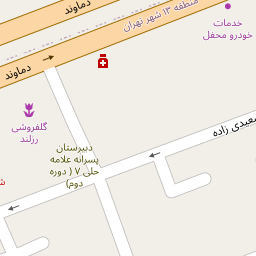 دماوند
منطقه ۱۳ شهر تهران
خدمات
خودرو محفل
دماوند
گلفروشی
رزلند
سعیدی زاده
دبیرستان
پسرانه علامه
حلی ۷ ( دوره
دوم)